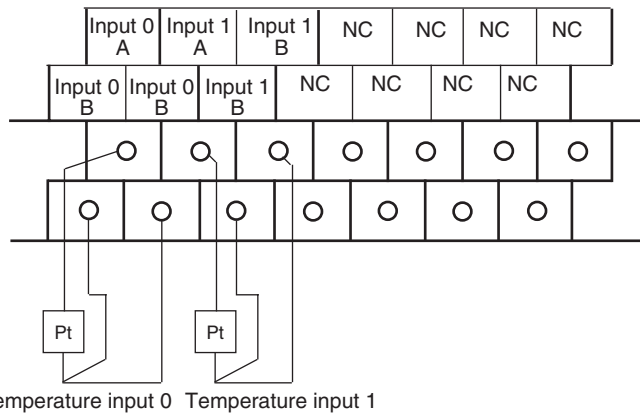 Input 0 Input 1 Input 1 NC NC NC NC
A A B
Input 0 Input 0 Input 1 NC NC NC NC
B B B
Pt Pt
emperature input 0 Temperature input 1